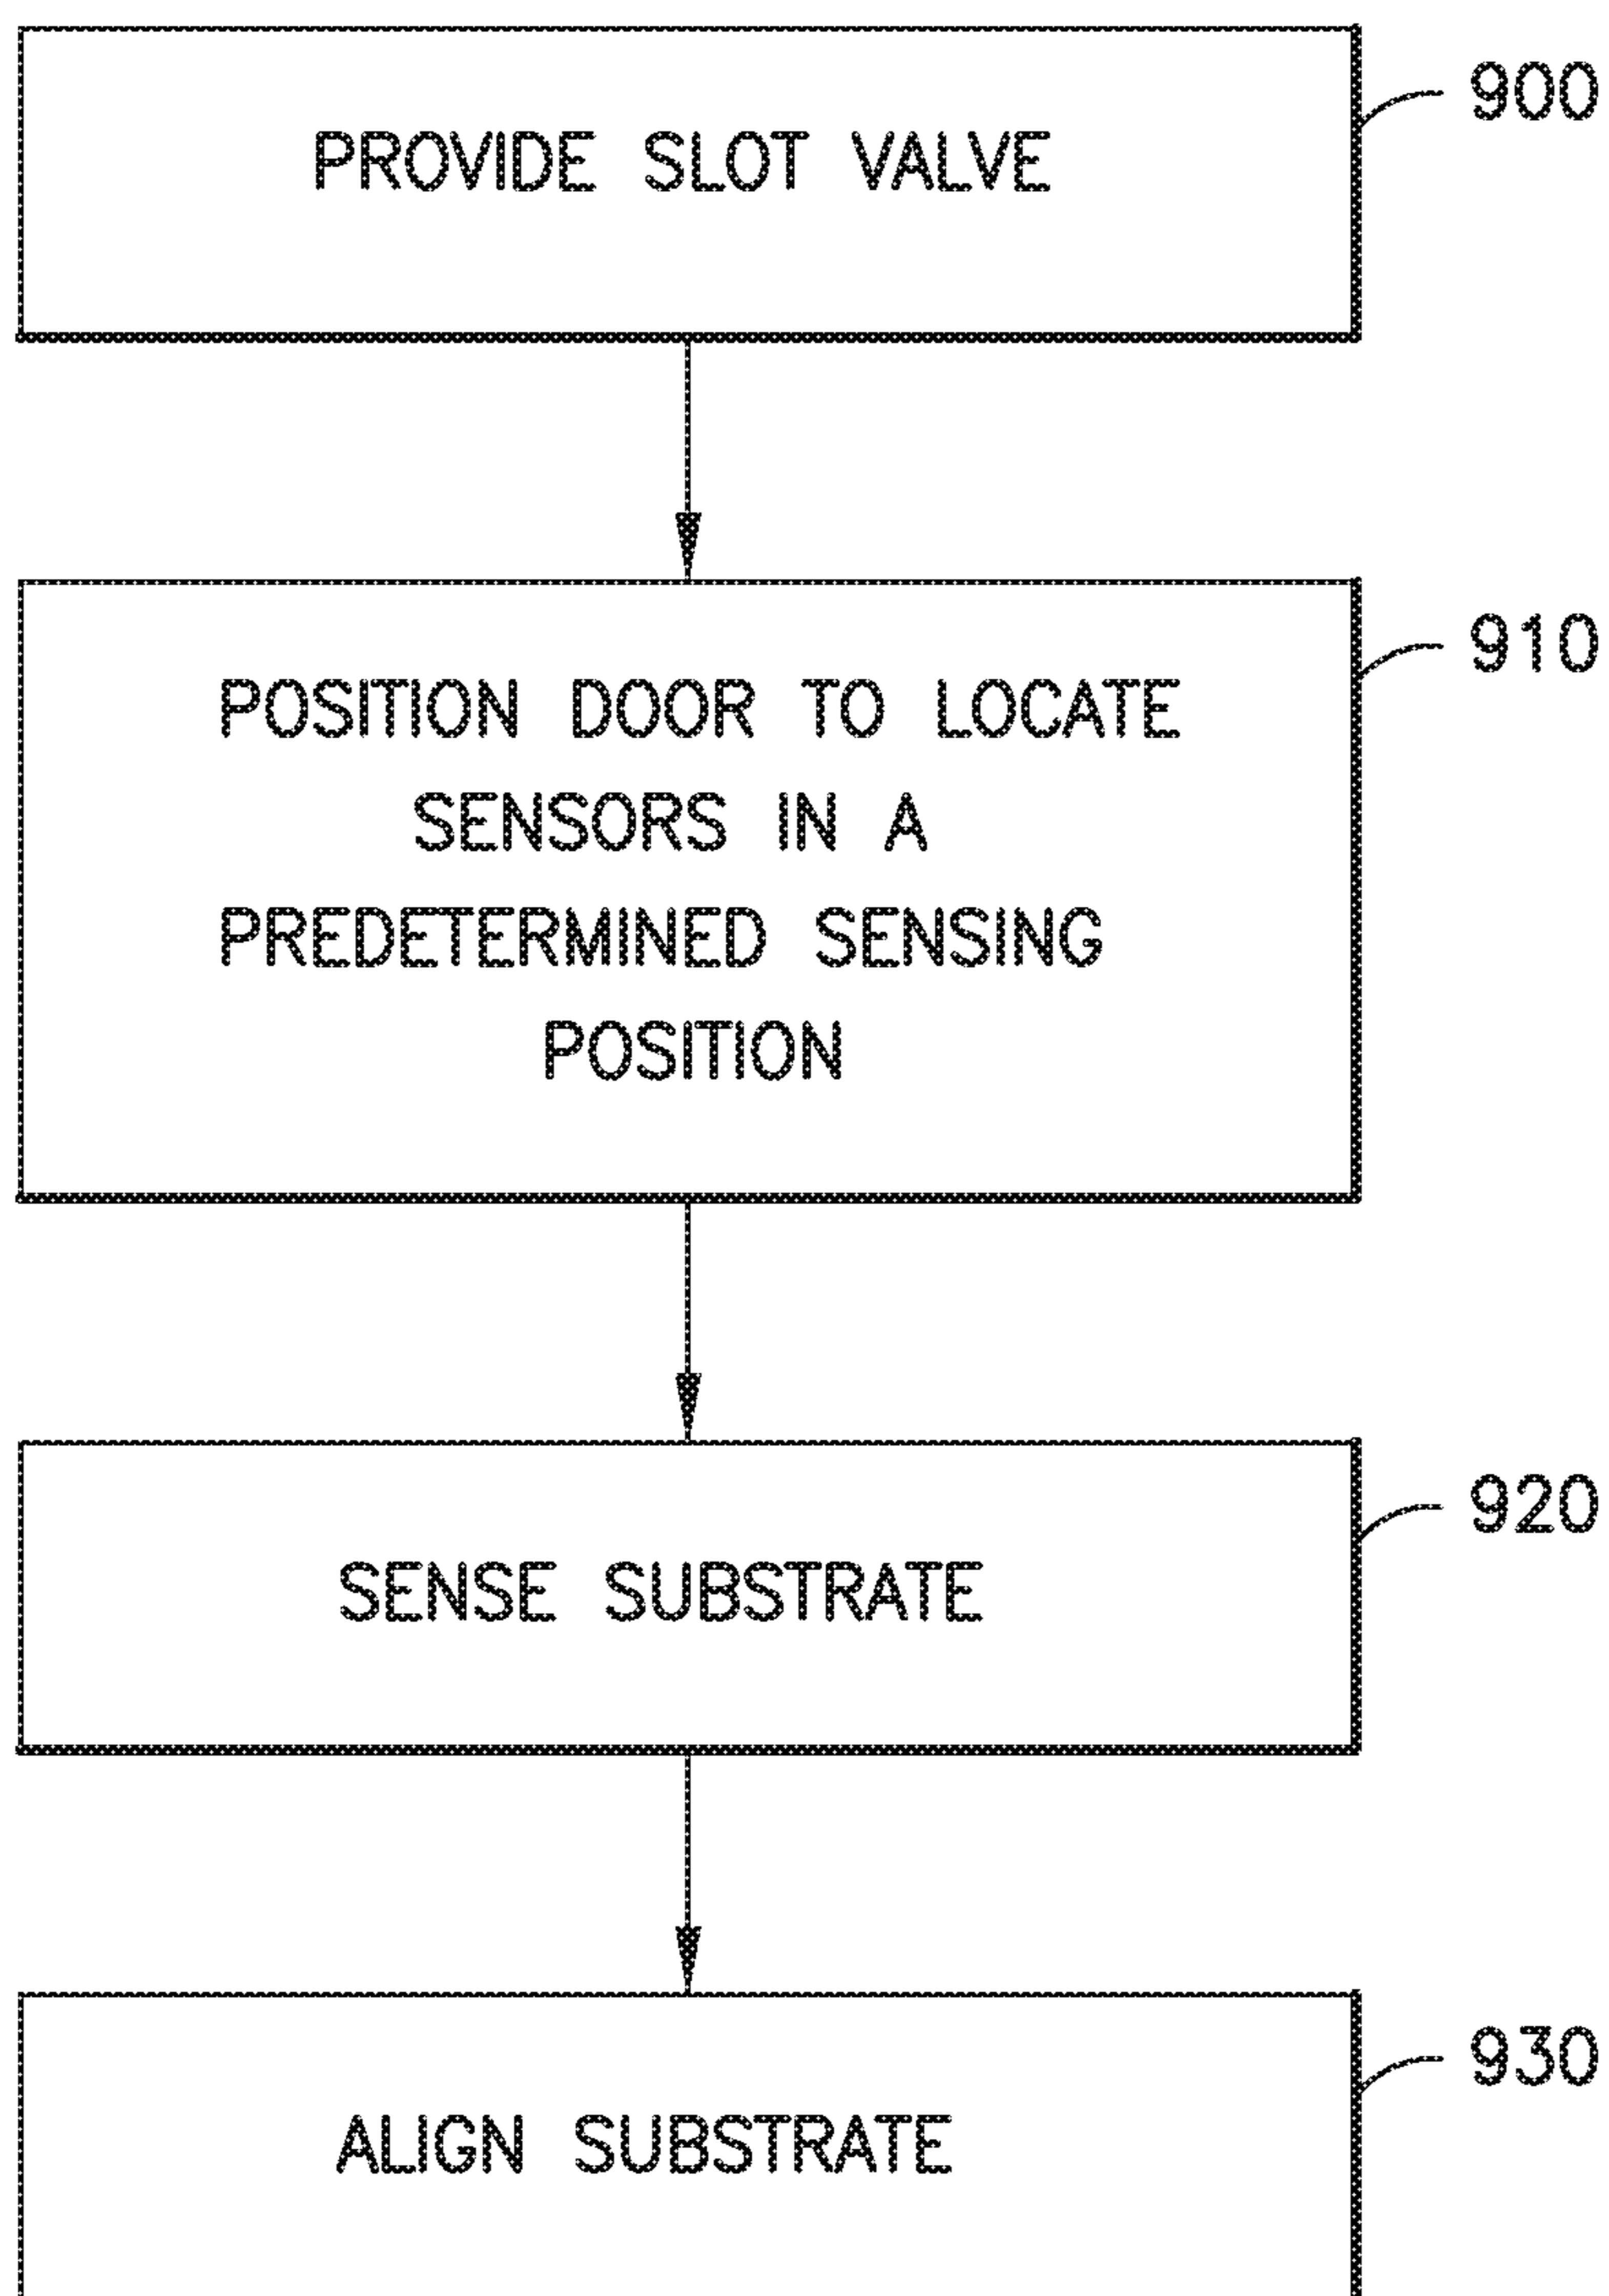 PROVIDE SLOT VALVE
900
POSITION DOOR TO LOCATE
SENSORS IN A
PREDETERMINED SENSING
POSITION
910
SENSE SUBSTRATE
920
ALIGN SUBSTRATE
930